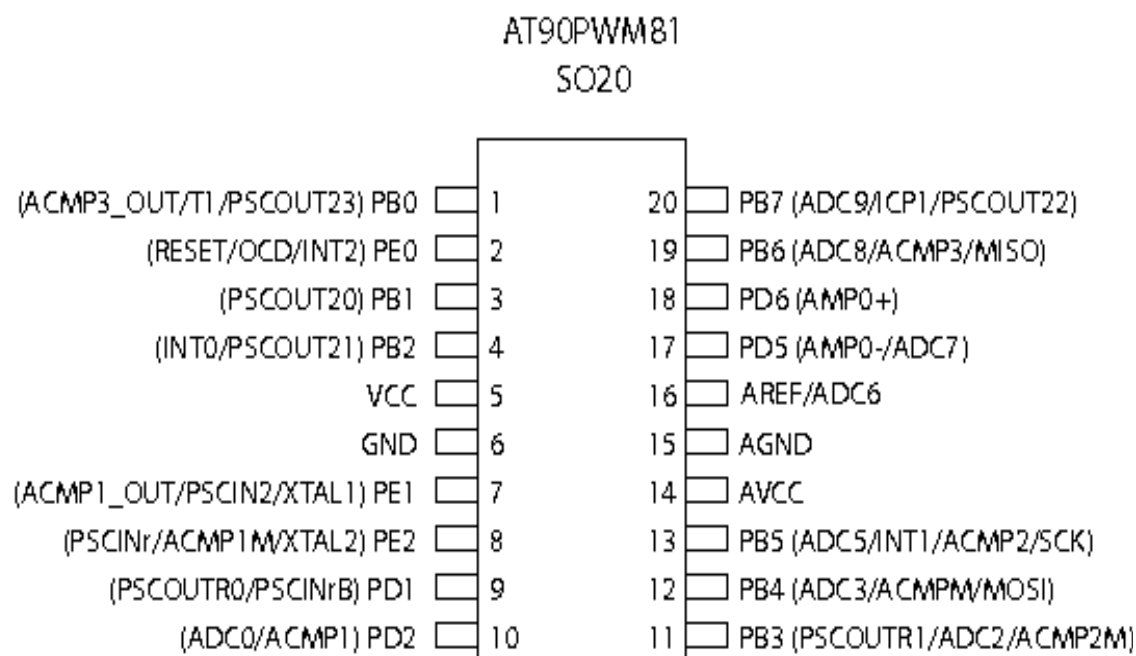 AT90PWM81
SO20
(ACMP3_OUT/T1/PSCOUT23) PB0 1 20 PB7 (ADC9/ICP1/PSCOUT22)
(RESET/OCD/INT2) PE0 2 19 PB6 (ADC8/ACMP3/MISO)
(PSCOUT20) PB1 3 18 PD6 (AMP0+)
(INT0/PSCOUT21) PB2 4 17 PD5 (AMP0-/ADC7)
VCC 5 16 AREF/ADC6
GND 6 15 AGND
(ACMP1_OUT/PSCIN2/XTAL1) PE1 7 14 AVCC
(PSCINr/ACMP1M/XTAL2) PE2 8 13 PB5 (ADC5/INT1/ACMP2/SCK)
(PSCOUTR0/PSCINrB) PD1 9 12 PB4 (ADC3/ACMPM/MOSI)
(ADC0/ACMP1) PD2 10 11 PB3 (PSCOUTR1/ADC2/ACMP2M)